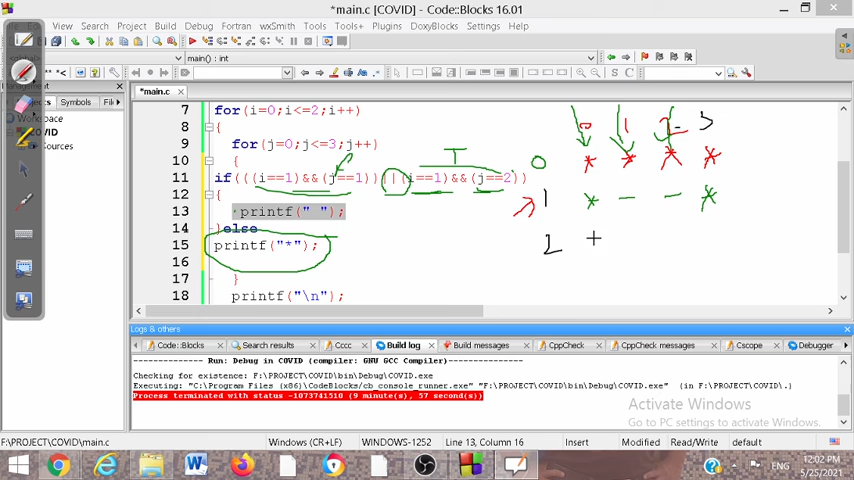 *main.c [COVID] - Code::Blocks 16.01
File Edit View Search Project Build Debug Fortran wxSmith Tools Tools+ Plugins DoxyBlocks Settings Help
main() : int
Management
*main.c
Projects Symbols Files
Workspace
COVID
Sources
7 for(i=0;i<=2;i++)
8 {
9 for(j=0;j<=3;j++)
10 {
11 if(((i==1)&&(j==1))||(i==1)&&(j==2))
12 {
13 printf(" ");
14 }else
15 printf("*");
16
17 }
18 printf("\n");
T
0 1 2 3
0 * * * *
1 * - - *
2 +
Logs & others
Code::Blocks Search results Cccc Build log Build messages CppCheck CppCheck messages Cscope Debugger
-------------- Run: Debug in COVID (compiler: GNU GCC Compiler)---------------
Checking for existence: F:\PROJECT\COVID\bin\Debug\COVID.exe
Executing: "C:\Program Files (x86)\CodeBlocks/cb_console_runner.exe" "F:\PROJECT\COVID\bin\Debug\COVID.exe" (in F:\PROJECT\COVID\.)
Process terminated with status -1073741510 (9 minute(s), 57 second(s))
Activate Windows
Go to PC settings to activate Windows.
F:\PROJECT\COVID\main.c Windows (CR+LF) WINDOWS-1252 Line 13, Column 16 Insert Modified Read/Write default
ENG
12:02 PM
5/25/2021